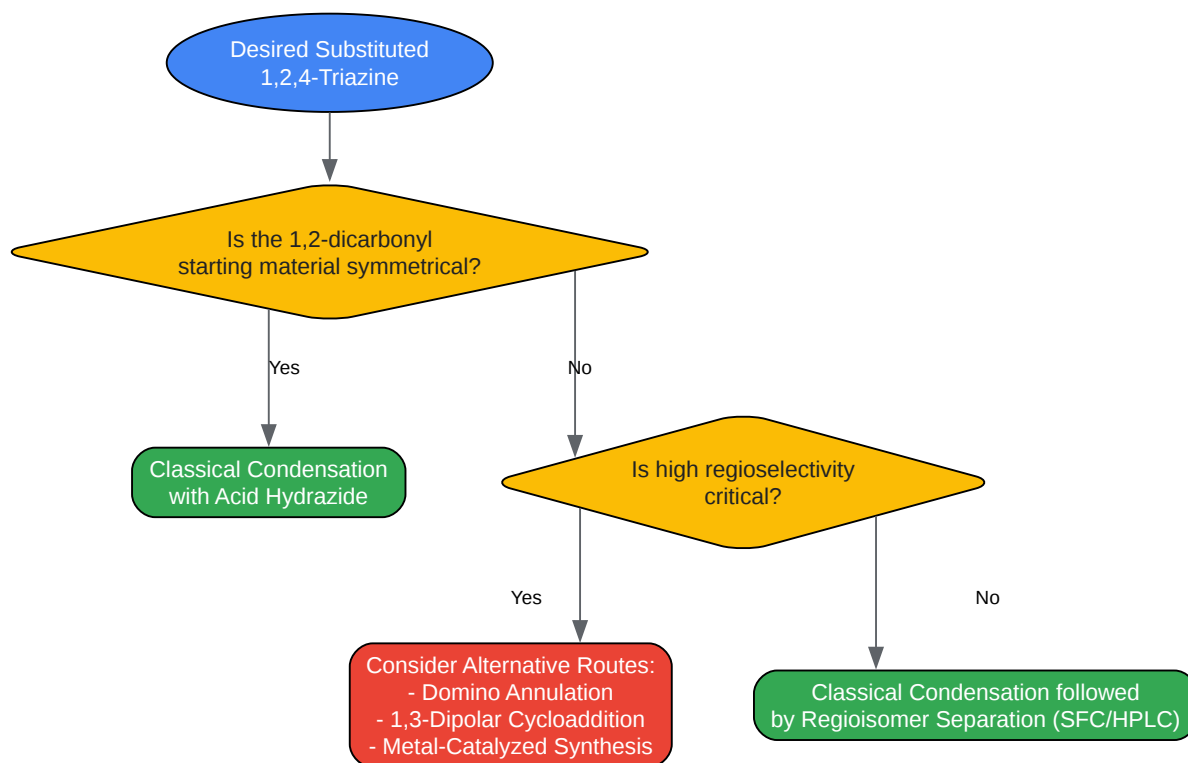 Desired Substituted
1,2,4-Triazine
Is the 1,2-dicarbonyl
starting material symmetrical?
Yes
No
Classical Condensation
with Acid Hydrazide
Is high regioselectivity
critical?
Yes
No
Consider Alternative Routes:
- Domino Annulation
- 1,3-Dipolar Cycloaddition
- Metal-Catalyzed Synthesis
Classical Condensation followed
by Regioisomer Separation (SFC/HPLC)